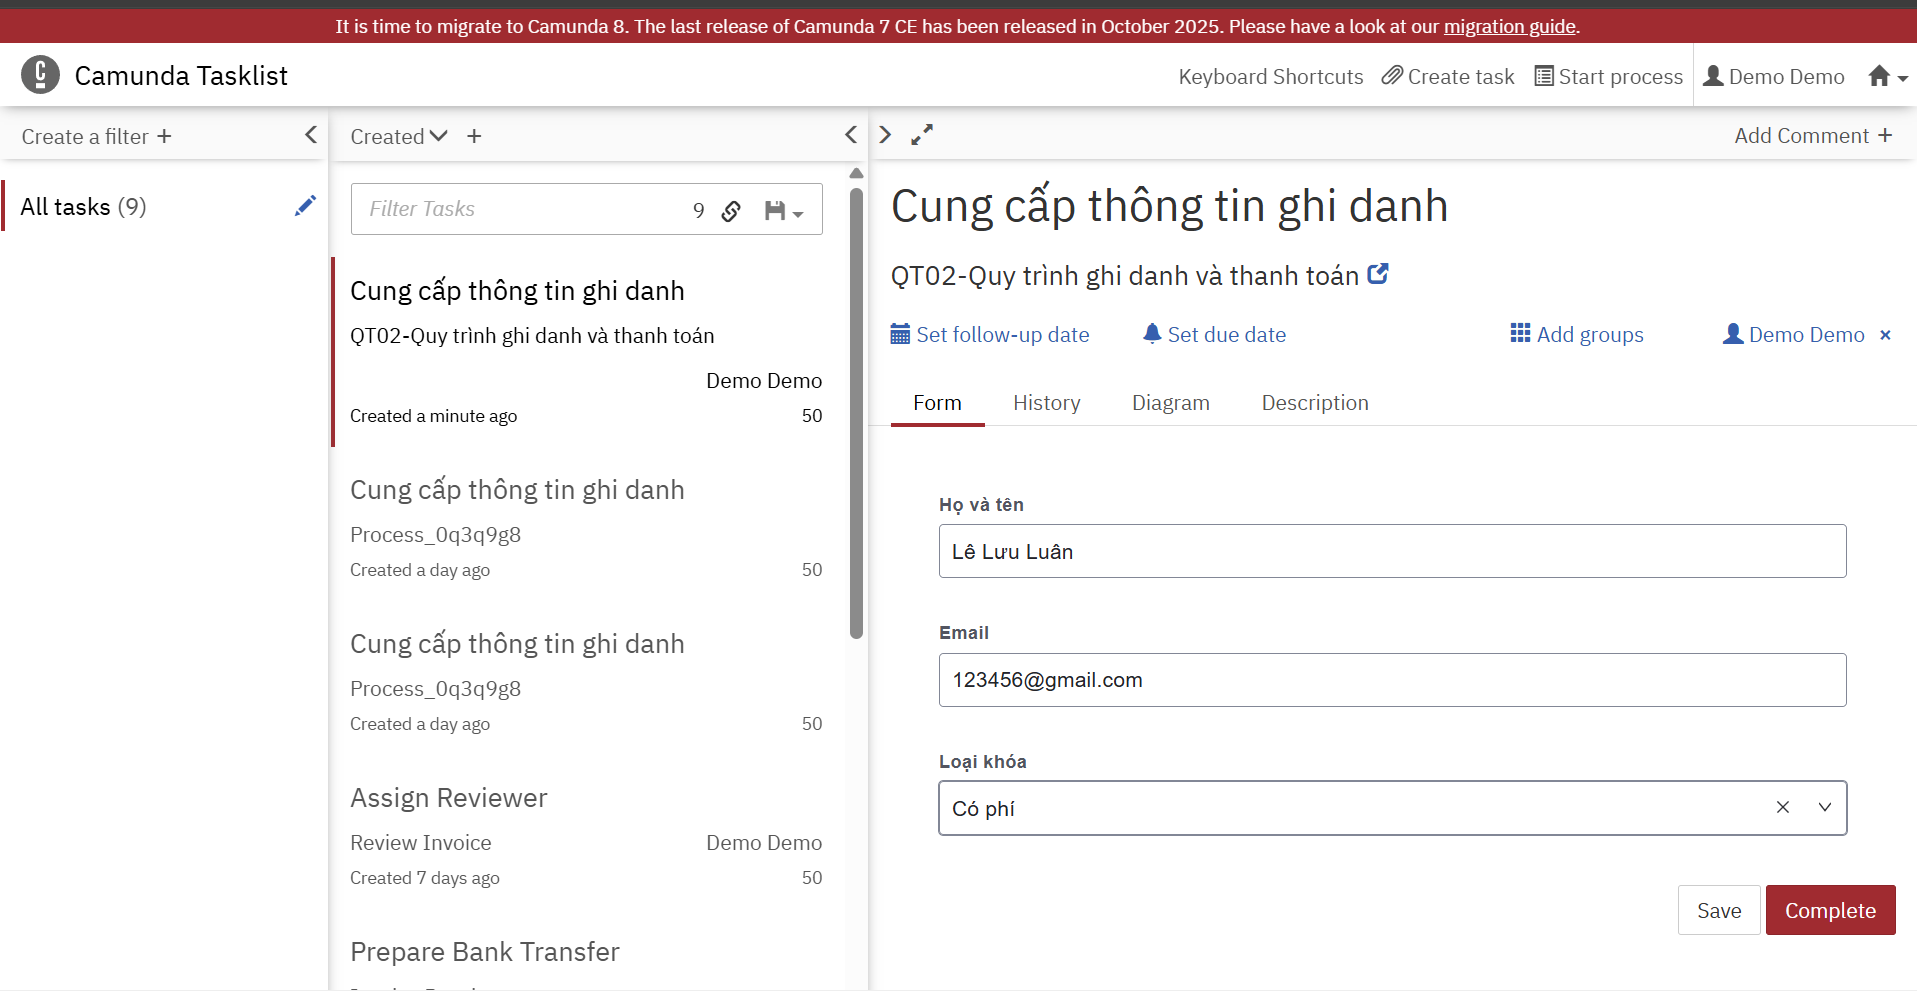 It is time to migrate to Camunda 8. The last release of Camunda 7 CE has been released in October 2025. Please have a look at our migration guide.
Camunda Tasklist
Keyboard Shortcuts Create task Start process Demo Demo
Create a filter +
All tasks (9)
Created +
Filter Tasks 9
Cung cấp thông tin ghi danh
QT02-Quy trình ghi danh và thanh toán
Demo Demo
Created a minute ago 50
Cung cấp thông tin ghi danh
Process_0q3q9g8
Created a day ago 50
Cung cấp thông tin ghi danh
Process_0q3q9g8
Created a day ago 50
Assign Reviewer
Review Invoice Demo Demo
Created 7 days ago 50
Prepare Bank Transfer
Add Comment +
Cung cấp thông tin ghi danh
QT02-Quy trình ghi danh và thanh toán
Set follow-up date Set due date Add groups Demo Demo ×
Form History Diagram Description
Họ và tên
Lê Lưu Luân
Email
123456@gmail.com
Loại khóa
Có phí
Save Complete